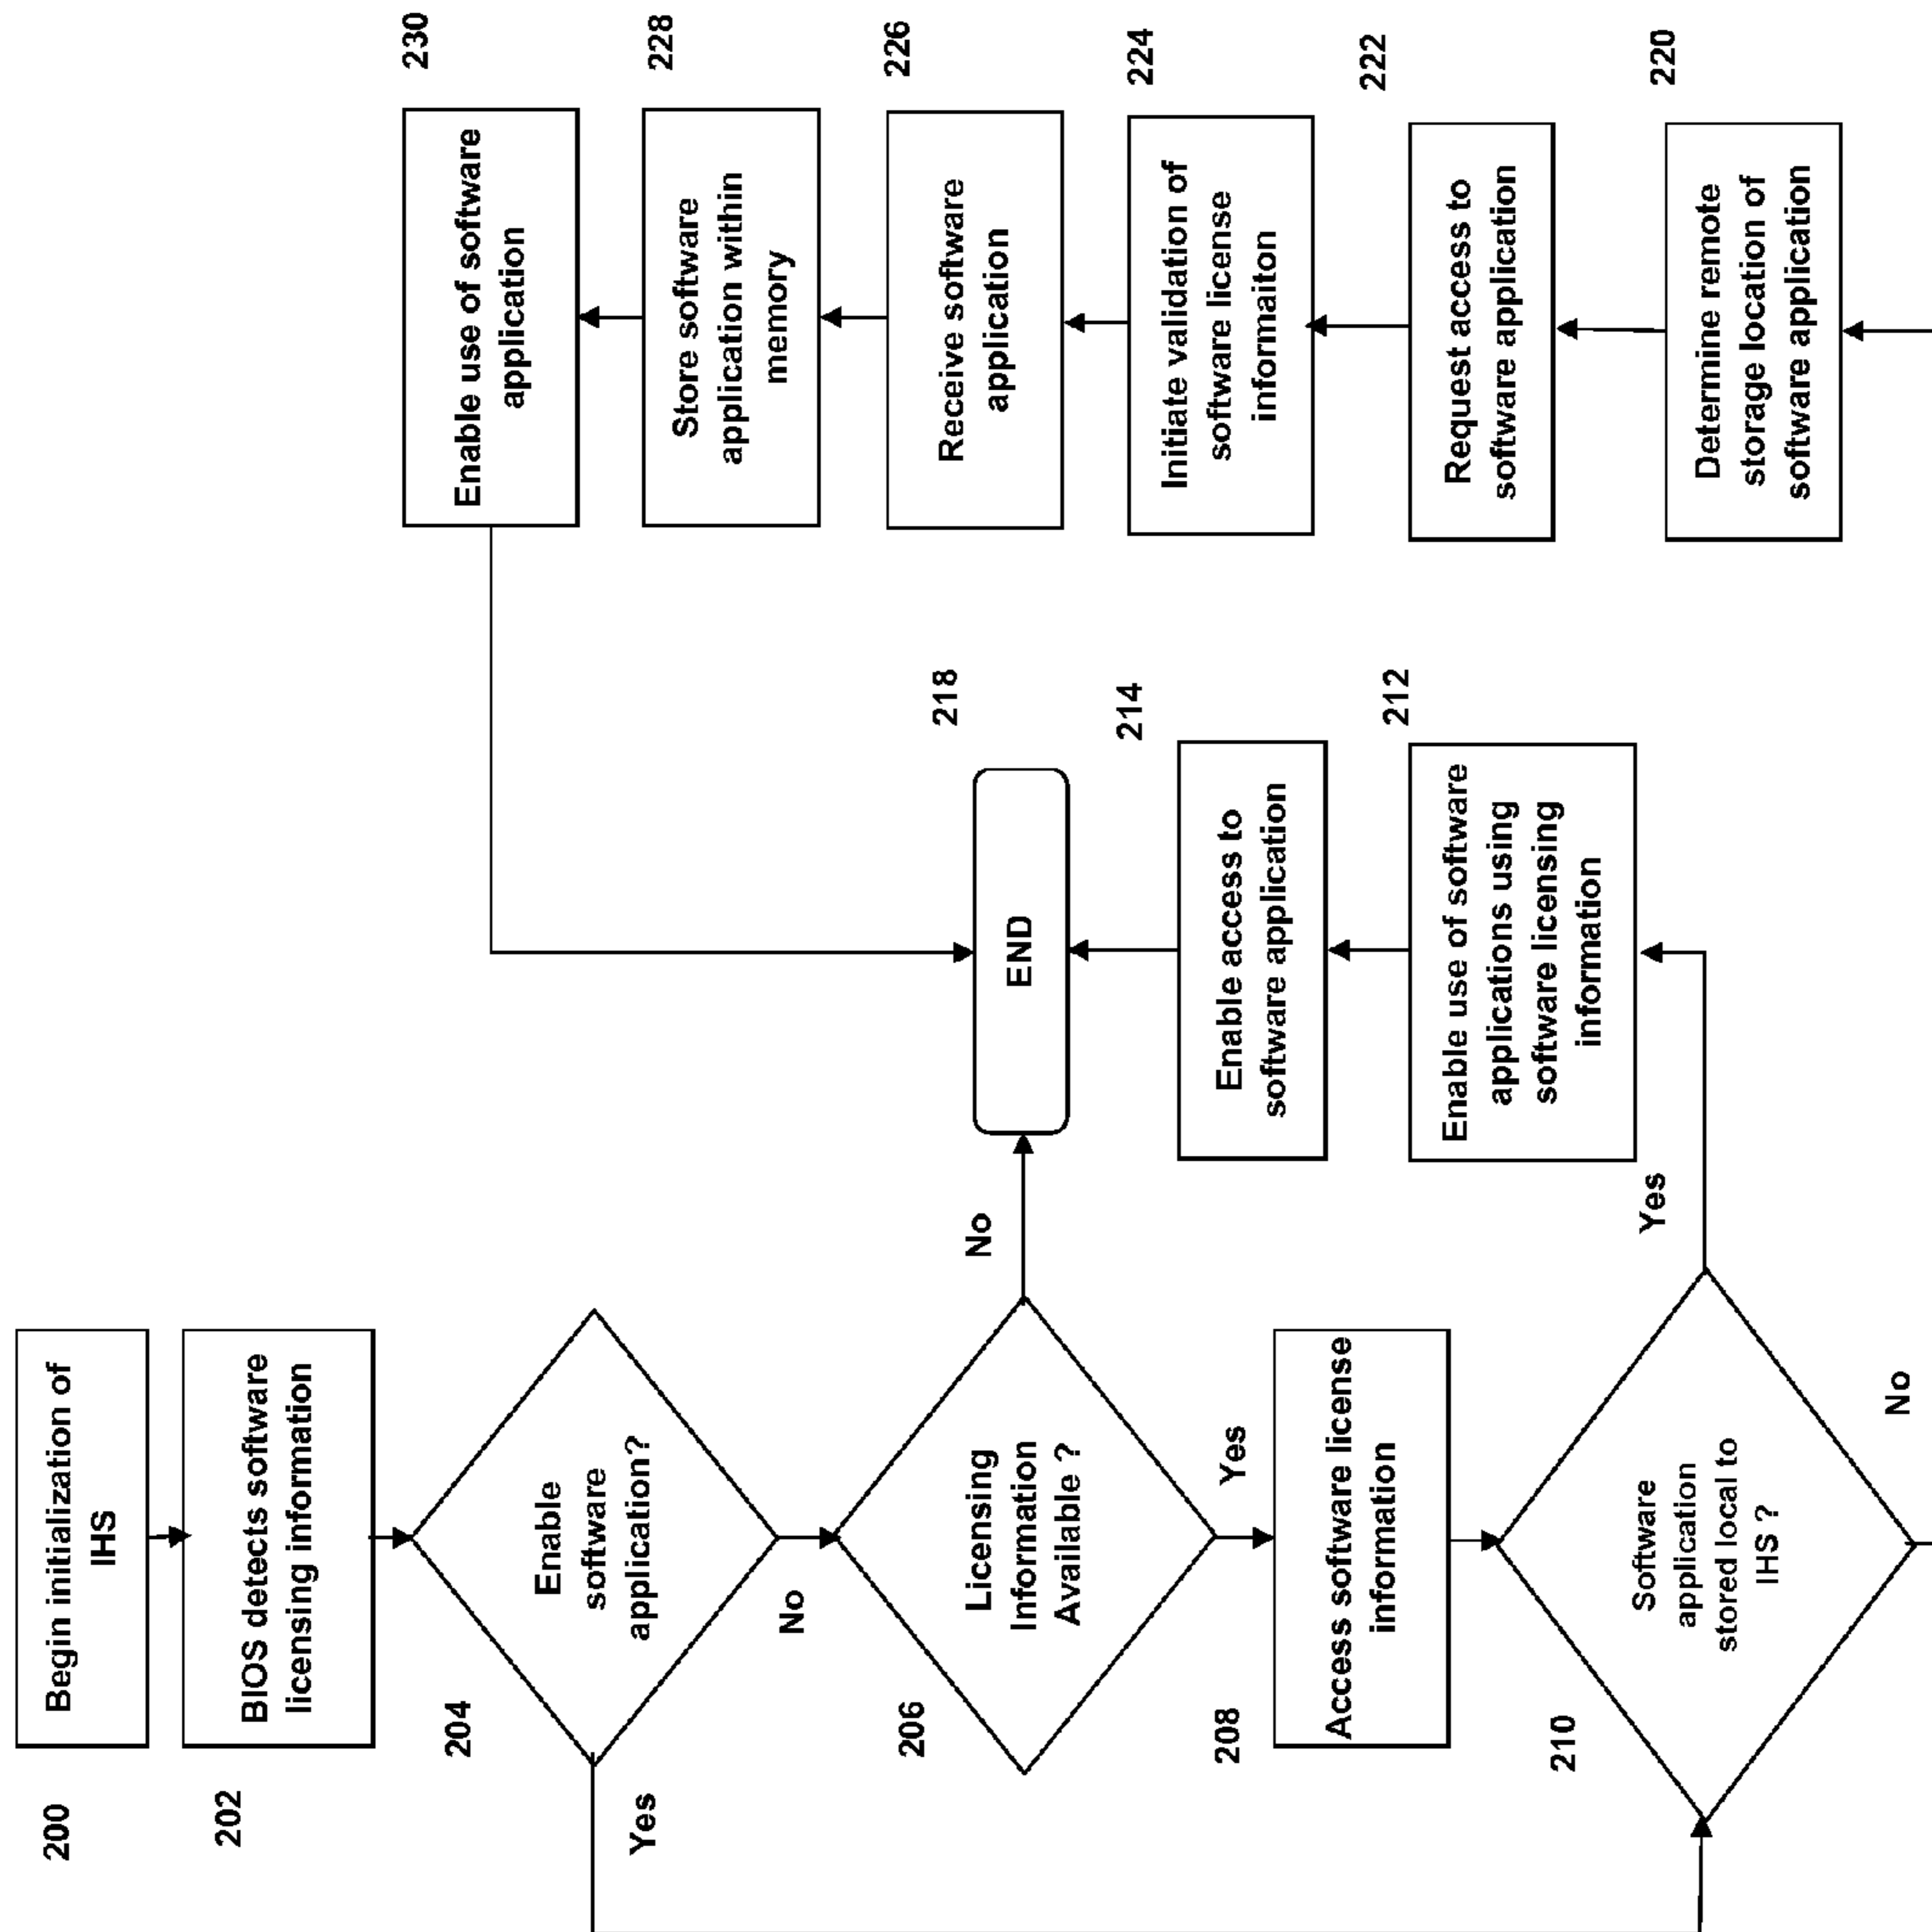 200
Begin initialization of
IHS
202
BIOS detects software
licensing information
204
Enable
software
application?
Yes
No
206
Licensing
Information
Available ?
No
Yes
208
Access software license
information
210
Software
application
stored local to
IHS ?
Yes
No
212
Enable use of software
applications using
software licensing
information
214
Enable access to
software application
218
END
220
Determine remote
storage location of
software application
222
Request access to
software application
224
Initiate validation of
software license
informaiton
226
Receive software
application
228
Store software
application within
memory
230
Enable use of software
application